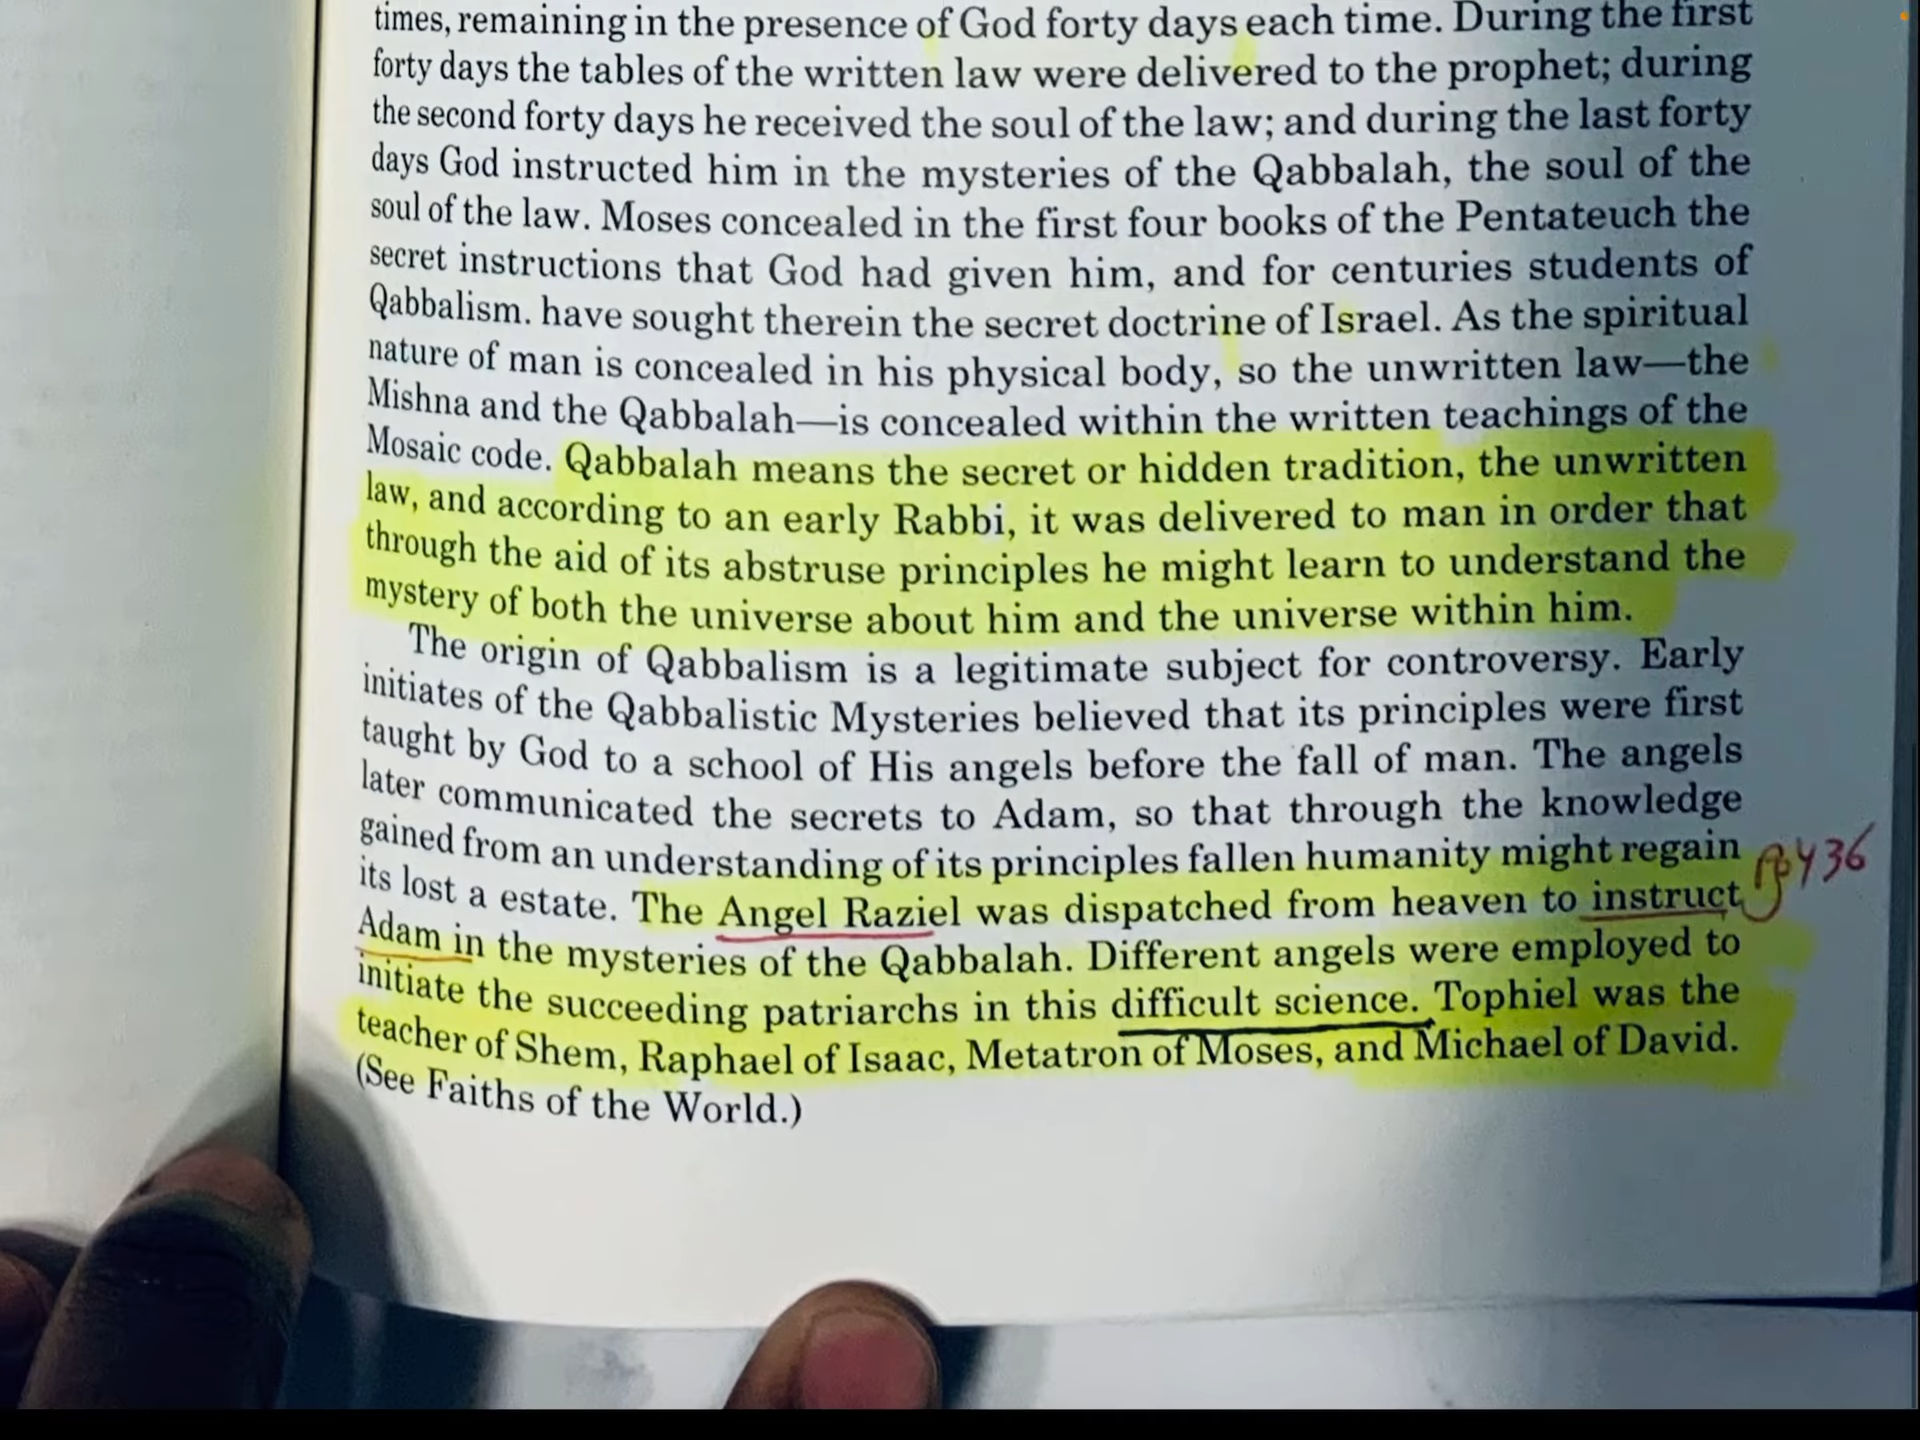 times, remaining in the presence of God forty days each time. During the first
forty days the tables of the written law were delivered to the prophet; during
the second forty days he received the soul of the law; and during the last forty
days God instructed him in the mysteries of the Qabbalah, the soul of the
soul of the law. Moses concealed in the first four books of the Pentateuch the
secret instructions that God had given him, and for centuries students of
Qabbalism. have sought therein the secret doctrine of Israel. As the spiritual
nature of man is concealed in his physical body, so the unwritten law—the
Mishna and the Qabbalah—is concealed within the written teachings of the
Mosaic code. Qabbalah means the secret or hidden tradition, the unwritten
law, and according to an early Rabbi, it was delivered to man in order that
through the aid of its abstruse principles he might learn to understand the
mystery of both the universe about him and the universe within him.
The origin of Qabbalism is a legitimate subject for controversy. Early
initiates of the Qabbalistic Mysteries believed that its principles were first
taught by God to a school of His angels before the fall of man. The angels
later communicated the secrets to Adam, so that through the knowledge
gained from an understanding of its principles fallen humanity might regain
its lost a estate. The Angel Raziel was dispatched from heaven to instruct
pg 436
Adam in the mysteries of the Qabbalah. Different angels were employed to
initiate the succeeding patriarchs in this difficult science. Tophiel was the
teacher of Shem, Raphael of Isaac, Metatron of Moses, and Michael of David.
(See Faiths of the World.)